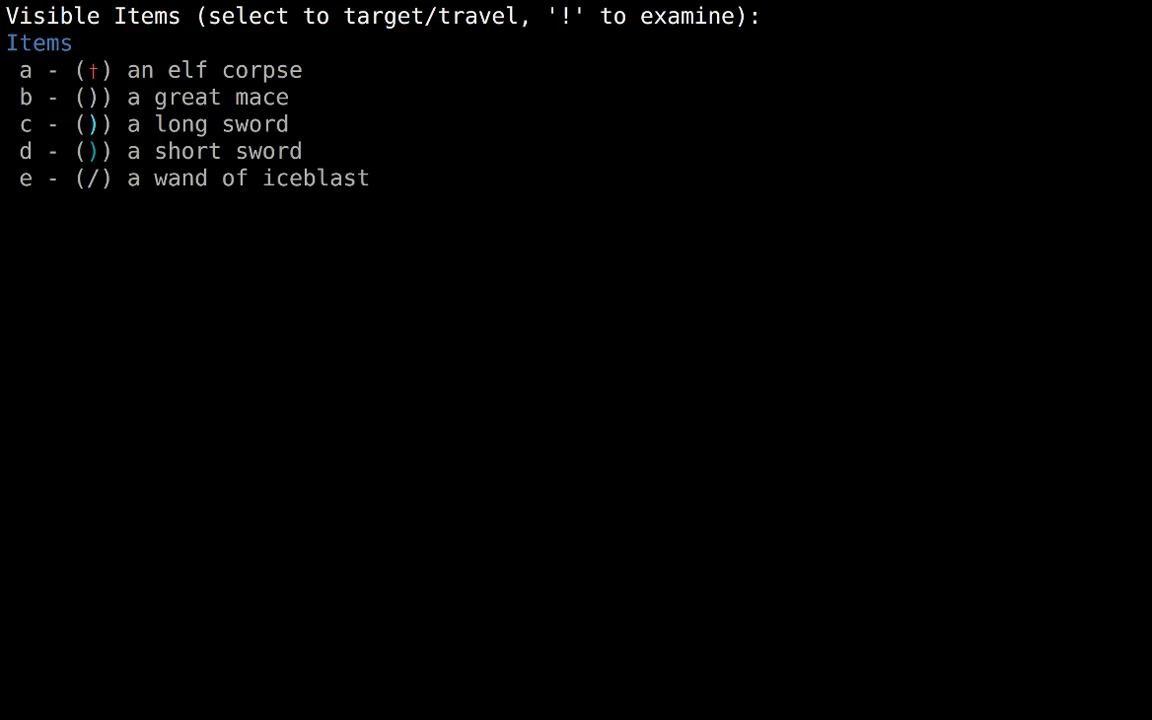 Visible Items (select to target/travel, '!' to examine):
Items
a - (†) an elf corpse
b - ()) a great mace
c - ()) a long sword
d - ()) a short sword
e - (/) a wand of iceblast